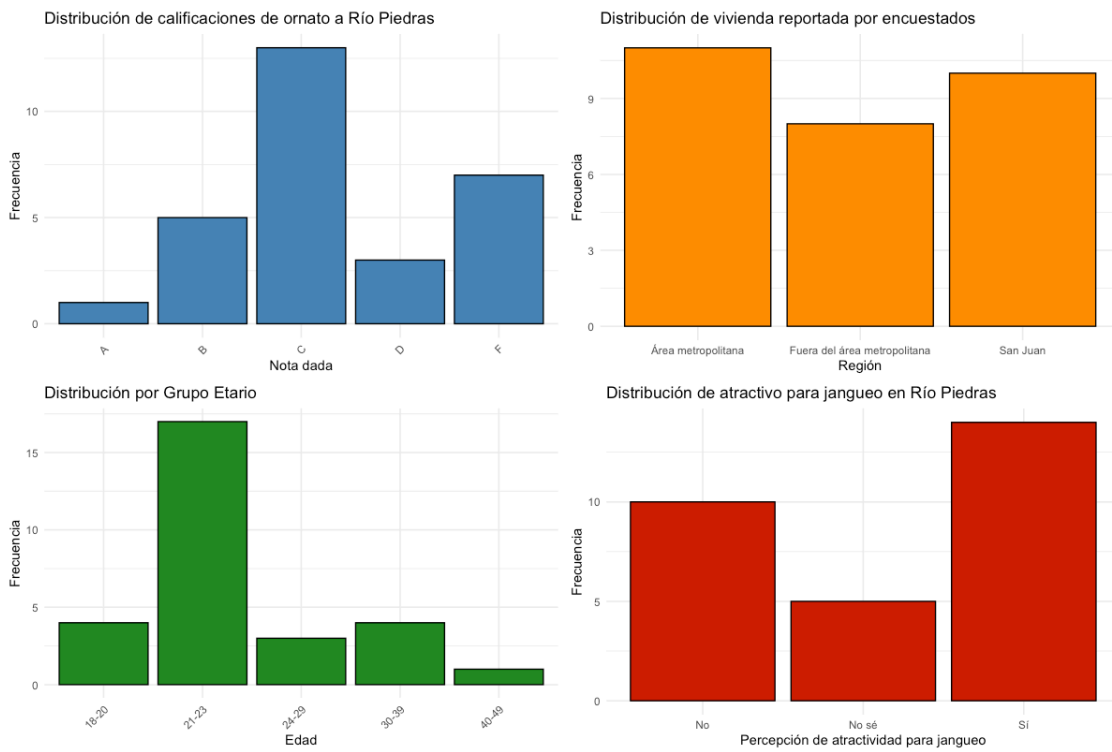 Distribución de calificaciones de ornato a Río Piedras
Frecuencia
10
5
0
A
B
C
D
F
Nota dada
Distribución de vivienda reportada por encuestados
Frecuencia
9
6
3
0
Área metropolitana
Fuera del área metropolitana
San Juan
Región
Distribución por Grupo Etario
Frecuencia
15
10
5
0
18-20
21-23
24-29
30-39
40-49
Edad
Distribución de atractivo para jangueo en Río Piedras
Frecuencia
10
5
0
No
No sé
Sí
Percepción de atractividad para jangueo